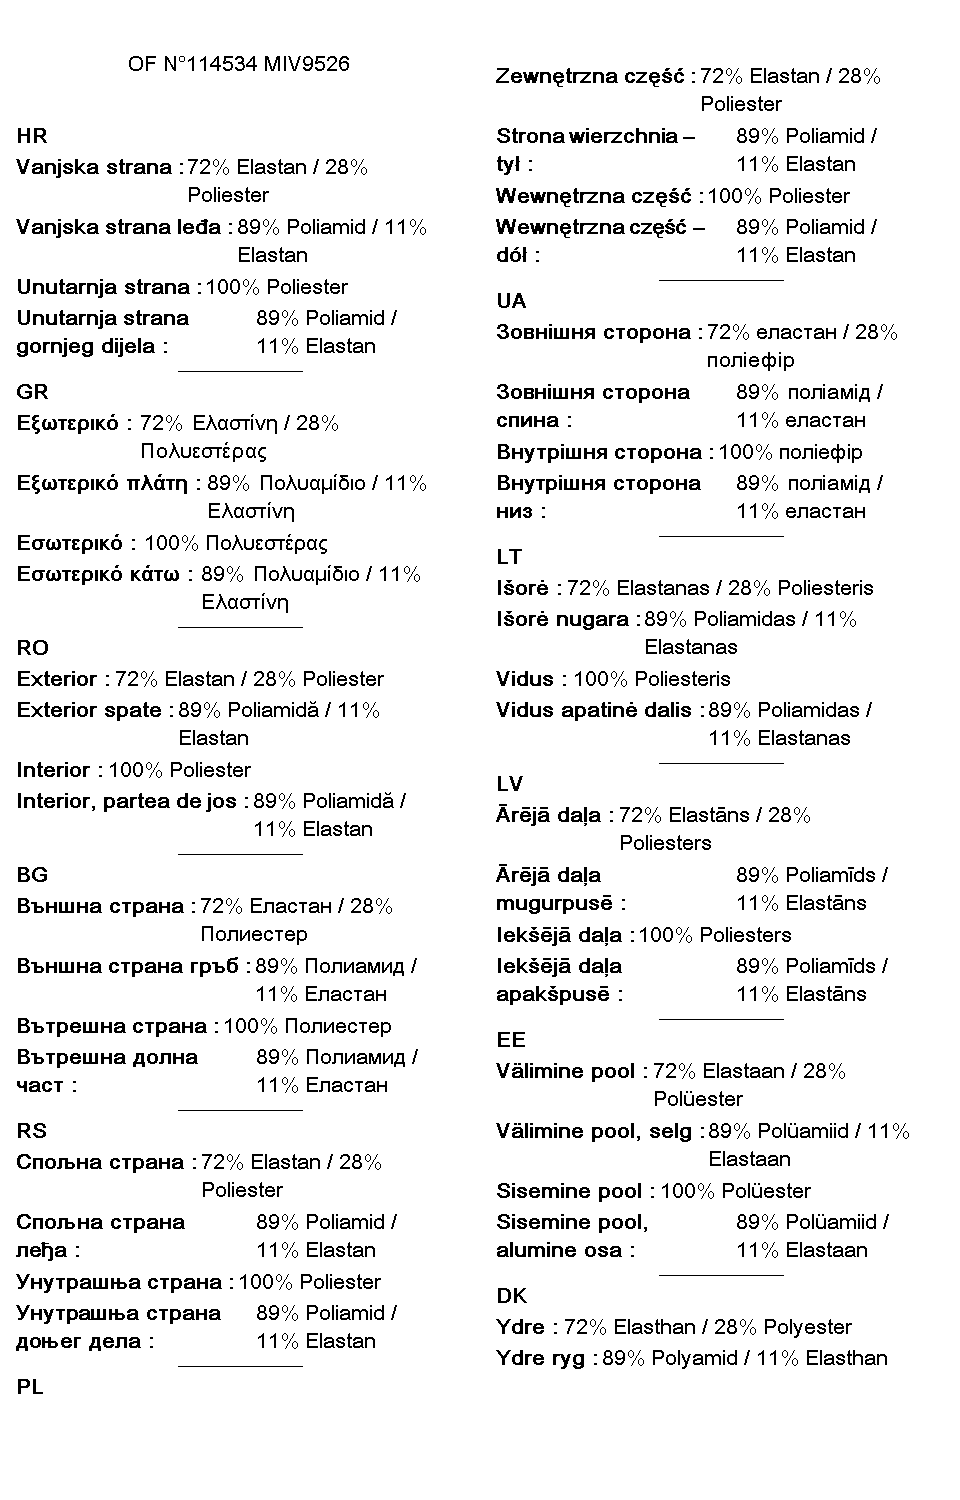 OF N°114534 MIV9526
HR
Vanjska strana : 72% Elastan / 28%
Poliester
Vanjska strana leđa : 89% Poliamid / 11%
Elastan
Unutarnja strana : 100% Poliester
Unutarnja strana 89% Poliamid /
gornjeg dijela : 11% Elastan
GR
Εξωτερικό : 72% Ελαστίνη / 28%
Πολυεστέρας
Εξωτερικό πλάτη : 89% Πολυαμίδιο / 11%
Ελαστίνη
Εσωτερικό : 100% Πολυεστέρας
Εσωτερικό κάτω : 89% Πολυαμίδιο / 11%
Ελαστίνη
RO
Exterior : 72% Elastan / 28% Poliester
Exterior spate : 89% Poliamidă / 11%
Elastan
Interior : 100% Poliester
Interior, partea de jos : 89% Poliamidă /
11% Elastan
BG
Външна страна : 72% Еластан / 28%
Полиестер
Външна страна гръб : 89% Полиамид /
11% Еластан
Вътрешна страна : 100% Полиестер
Вътрешна долна 89% Полиамид /
част : 11% Еластан
RS
Спољна страна : 72% Elastan / 28%
Poliester
Спољна страна 89% Poliamid /
леђа : 11% Elastan
Унутрашња страна : 100% Poliester
Унутрашња страна 89% Poliamid /
доњег дела : 11% Elastan
PL
Zewnętrzna część : 72% Elastan / 28%
Poliester
Strona wierzchnia – 89% Poliamid /
tył : 11% Elastan
Wewnętrzna część : 100% Poliester
Wewnętrzna część – 89% Poliamid /
dół : 11% Elastan
UA
Зовнішня сторона : 72% еластан / 28%
поліефір
Зовнішня сторона 89% поліамід /
спина : 11% еластан
Внутрішня сторона : 100% поліефір
Внутрішня сторона 89% поліамід /
низ : 11% еластан
LT
Išorė : 72% Elastanas / 28% Poliesteris
Išorė nugara : 89% Poliamidas / 11%
Elastanas
Vidus : 100% Poliesteris
Vidus apatinė dalis : 89% Poliamidas /
11% Elastanas
LV
Ārējā daļa : 72% Elastāns / 28%
Poliesters
Ārējā daļa 89% Poliamīds /
mugurpusē : 11% Elastāns
Iekšējā daļa : 100% Poliesters
Iekšējā daļa 89% Poliamīds /
apakšpusē : 11% Elastāns
EE
Välimine pool : 72% Elastaan / 28%
Polüester
Välimine pool, selg : 89% Polüamiid / 11%
Elastaan
Sisemine pool : 100% Polüester
Sisemine pool, 89% Polüamiid /
alumine osa : 11% Elastaan
DK
Ydre : 72% Elasthan / 28% Polyester
Ydre ryg : 89% Polyamid / 11% Elasthan